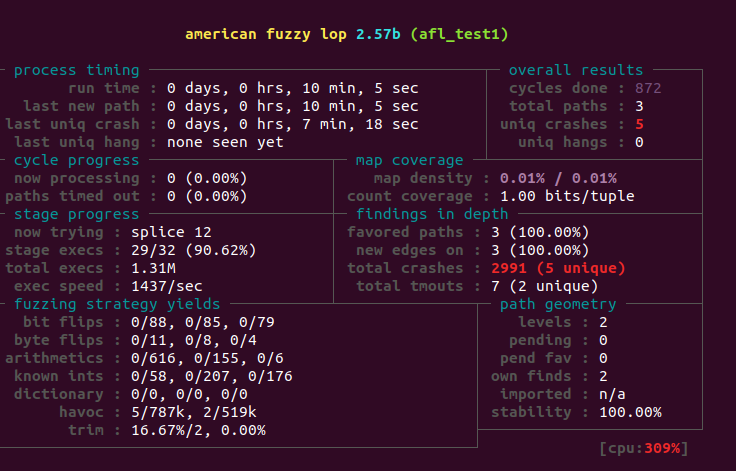 american fuzzy lop 2.57b (afl_test1)
process timing overall results
run time : 0 days, 0 hrs, 10 min, 5 sec cycles done : 872
last new path : 0 days, 0 hrs, 10 min, 5 sec total paths : 3
last uniq crash : 0 days, 0 hrs, 7 min, 18 sec uniq crashes : 5
last uniq hang : none seen yet uniq hangs : 0
cycle progress map coverage
now processing : 0 (0.00%) map density : 0.01% / 0.01%
paths timed out : 0 (0.00%) count coverage : 1.00 bits/tuple
stage progress findings in depth
now trying : splice 12 favored paths : 3 (100.00%)
stage execs : 29/32 (90.62%) new edges on : 3 (100.00%)
total execs : 1.31M total crashes : 2991 (5 unique)
exec speed : 1437/sec total tmouts : 7 (2 unique)
fuzzing strategy yields path geometry
bit flips : 0/88, 0/85, 0/79 levels : 2
byte flips : 0/11, 0/8, 0/4 pending : 0
arithmetics : 0/616, 0/155, 0/6 pend fav : 0
known ints : 0/58, 0/207, 0/176 own finds : 2
dictionary : 0/0, 0/0, 0/0 imported : n/a
havoc : 5/787k, 2/519k stability : 100.00%
trim : 16.67%/2, 0.00%
[cpu:309%]